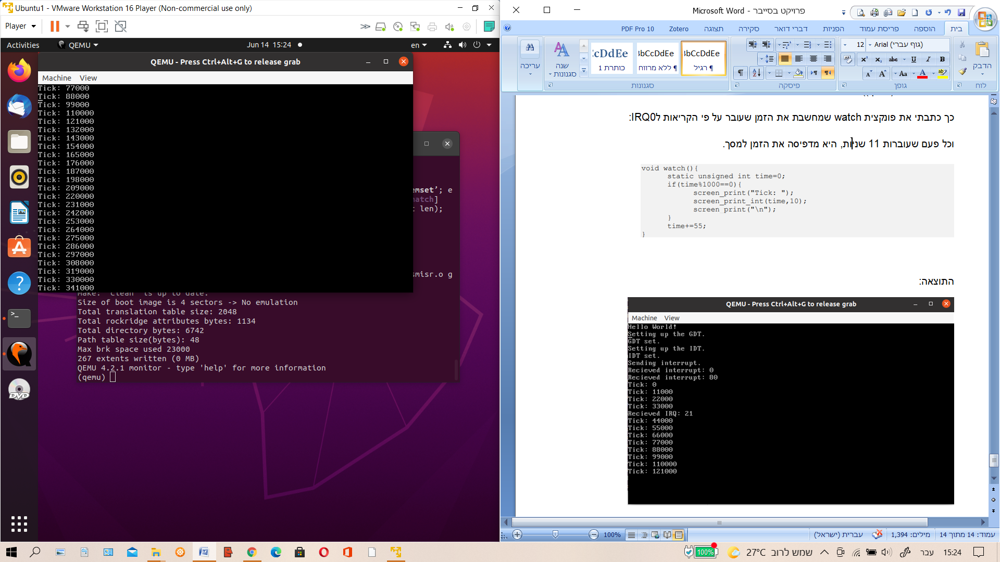 Ubuntu1 - VMware Workstation 16 Player (Non-commercial use only)
Player
Activities
QEMU
Jun 14 15:24
en
QEMU - Press Ctrl+Alt+G to release grab
Machine View
Tick: 77000
Tick: 88000
Tick: 99000
Tick: 110000
Tick: 121000
Tick: 132000
Tick: 143000
Tick: 154000
Tick: 165000
Tick: 176000
Tick: 187000
Tick: 198000
Tick: 209000
Tick: 220000
Tick: 231000
Tick: 242000
Tick: 253000
Tick: 264000
Tick: 275000
Tick: 286000
Tick: 297000
Tick: 308000
Tick: 319000
Tick: 330000
Tick: 341000
emset’; e
match]
t len);
smisr.o g
make: 'clean' is up to date.
Size of boot image is 4 sectors -> No emulation
Total translation table size: 2048
Total rockridge attributes bytes: 1134
Total directory bytes: 6742
Path table size(bytes): 48
Max brk space used 23000
267 extents written (0 MB)
QEMU 4.2.1 monitor - type 'help' for more information
(qemu)
DVD
פרויקט בסייבר - Microsoft Word
בית הוספה פריסת עמוד הפניות דברי דואר סקירה תצוגה Zotero PDF Pro 10
הדבק
לוח
Arial (גוף עברי) 12
גופן
פיסקה
AaBbCcDdEe
רגיל
ללא מרווח
כותרת 1
שנה סגנונות
סגנונות
עריכה
כך כתבתי את פונקצית watch שמחשבת את הזמן שעובר על פי הקריאות לIRQ0:
וכל פעם שעוברות 11 שניות, היא מדפיסה את הזמן למסך.
void watch(){
static unsigned int time=0;
if(time%1000==0){
screen_print("Tick: ");
screen_print_int(time,10);
screen_print("\n");
}
time+=55;
}
התוצאה:
QEMU - Press Ctrl+Alt+G to release grab
Machine View
Hello World!
Setting up the GDT.
GDT set.
Setting up the IDT.
IDT set.
Sending interrupt.
Recieved interrupt: 0
Recieved interrupt: 80
Tick: 0
Tick: 11000
Tick: 22000
Tick: 33000
Recieved IRQ: 21
Tick: 44000
Tick: 55000
Tick: 66000
Tick: 77000
Tick: 88000
Tick: 99000
Tick: 110000
Tick: 121000
עמוד: 14 מתוך 14 מילים: 1,394 עברית (ישראל) 100%
100% 27°C שמש לרוב עבר 15:24